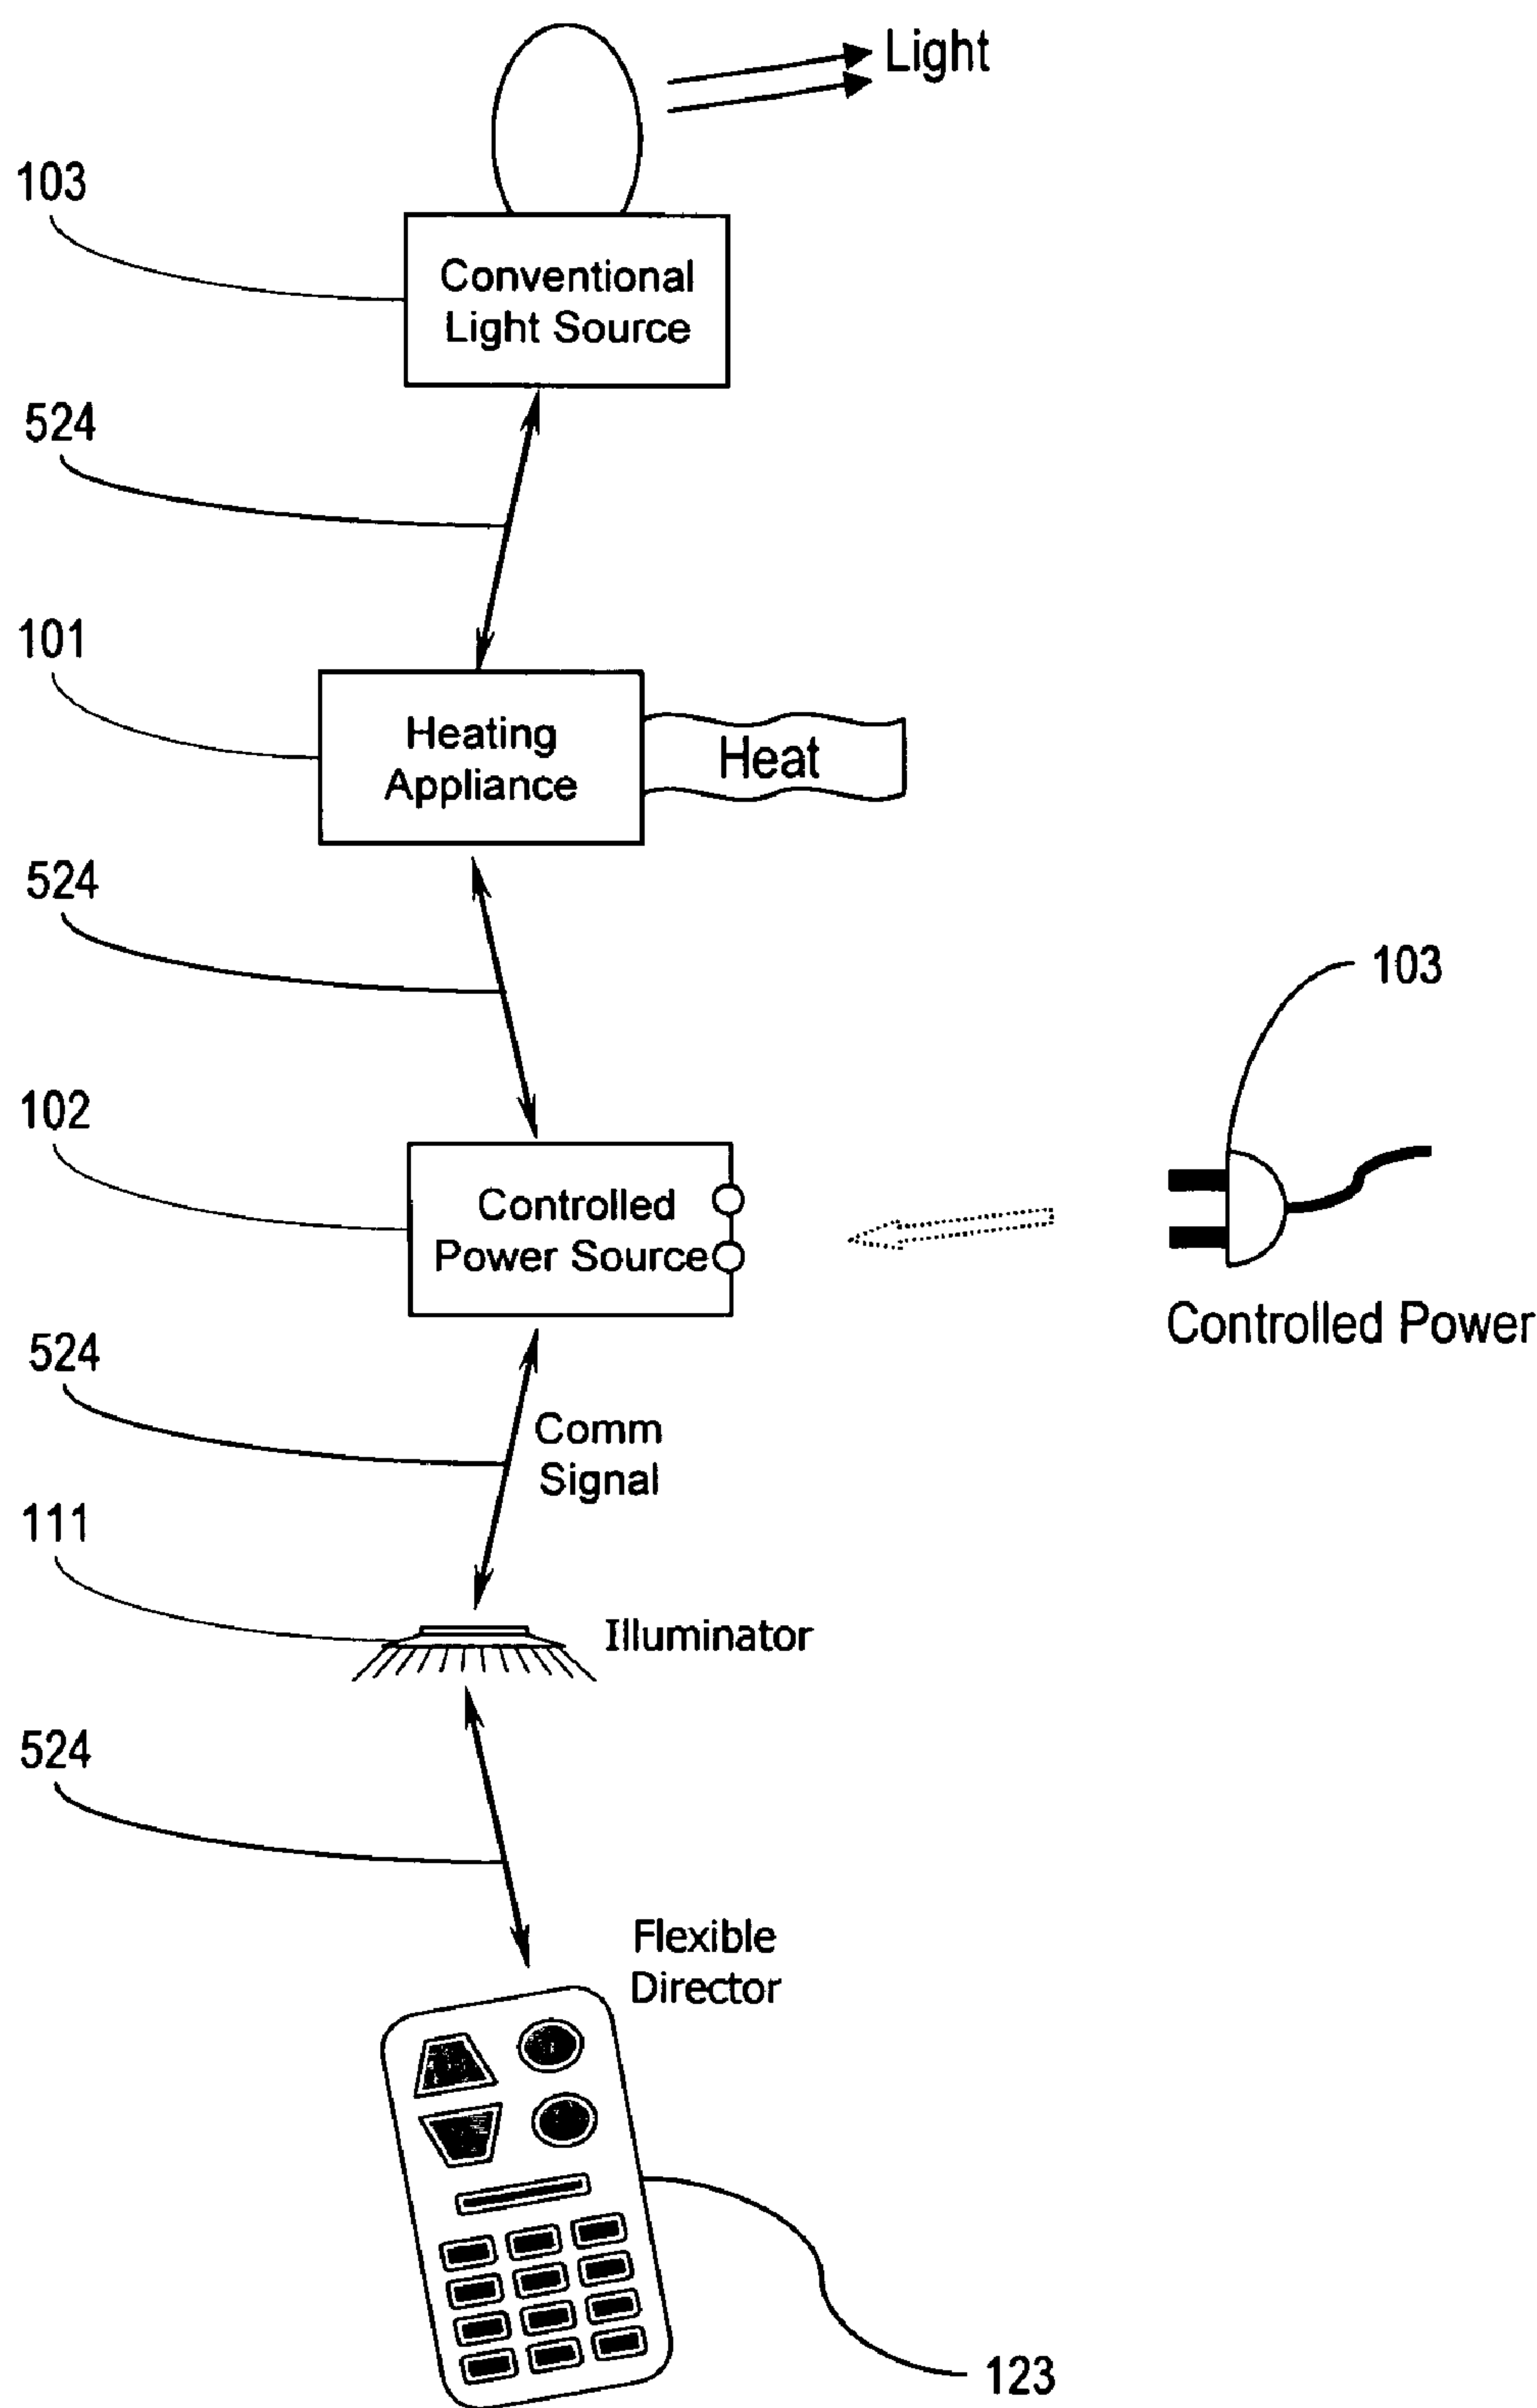 Light
103
Conventional
Light Source
524
101
Heating
Appliance
Heat
524
103
102
Controlled
Power Source
Controlled Power
524
Comm
Signal
111
Illuminator
524
Flexible
Director
123